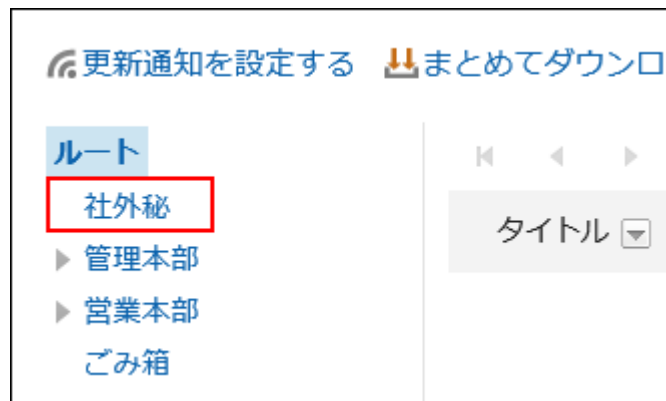 更新通知を設定する まとめてダウンロ
ルート
社外秘
管理本部
営業本部
ごみ箱
タイトル